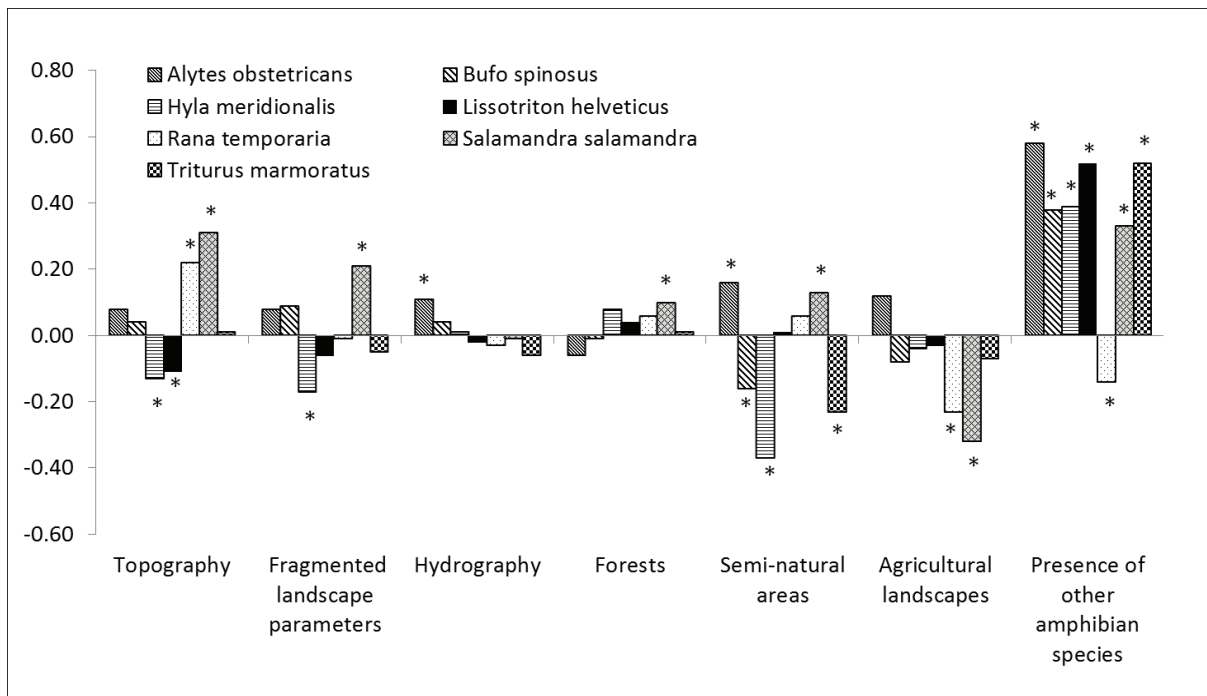 0.80
0.60
0.40
0.20
0.00
-0.20
-0.40
-0.60
Alytes obstetricans
Bufo spinosus
Hyla meridionalis
Lissotriton helveticus
Rana temporaria
Salamandra salamandra
Triturus marmoratus
* * * * * * * * * * * * * * * * * * * * * *
Topography
Fragmented
landscape
parameters
Hydrography
Forests
Semi-natural
areas
Agricultural
landscapes
Presence of
other
amphibian
species